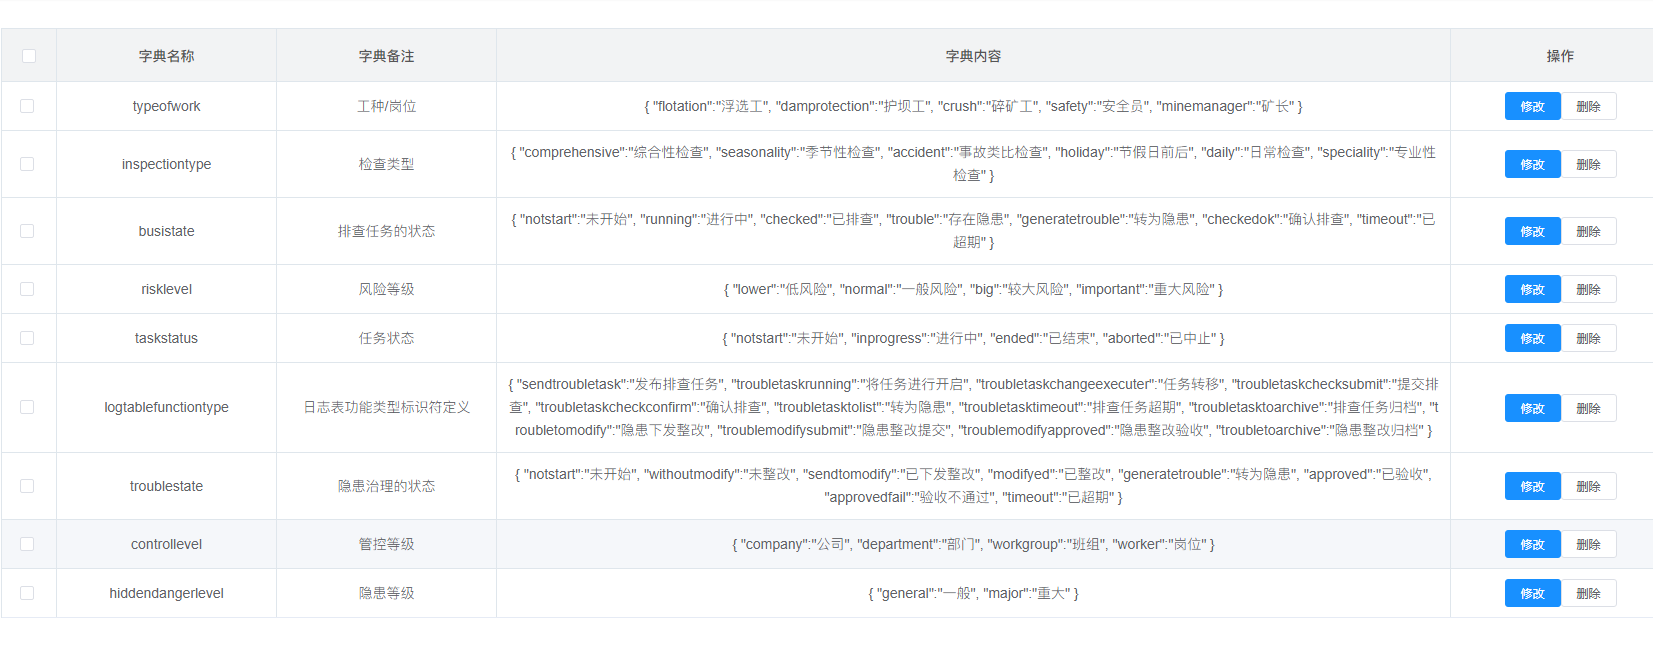 字典名称 字典备注 字典内容 操作
typeofwork 工种/岗位 { "flotation":"浮选工", "damprotection":"护坝工", "crush":"碎矿工", "safety":"安全员", "minemanager":"矿长" } 修改 删除
inspectiontype 检查类型 { "comprehensive":"综合性检查", "seasonality":"季节性检查", "accident":"事故类比检查", "holiday":"节假日前后", "daily":"日常检查", "speciality":"专业性
检查" } 修改 删除
busistate 排查任务的状态 { "notstart":"未开始", "running":"进行中", "checked":"已排查", "trouble":"存在隐患", "generatetrouble":"转为隐患", "checkedok":"确认排查", "timeout":"已
超期" } 修改 删除
risklevel 风险等级 { "lower":"低风险", "normal":"一般风险", "big":"较大风险", "important":"重大风险" } 修改 删除
taskstatus 任务状态 { "notstart":"未开始", "inprogress":"进行中", "ended":"已结束", "aborted":"已中止" } 修改 删除
logtablefunctiontype 日志表功能类型标识符定义 { "sendtroubletask":"发布排查任务", "troubletaskrunning":"将任务进行开启", "troubletaskchangeexecuter":"任务转移", "troubletaskchecksubmit":"提交排
查", "troubletaskcheckconfirm":"确认排查", "troubletasktolist":"转为隐患", "troubletasktimeout":"排查任务超期", "troubletasktoarchive":"排查任务归档", "t
roubletomodify":"隐患下发整改", "troublemodifysubmit":"隐患整改提交", "troublemodifyapproved":"隐患整改验收", "troubletoarchive":"隐患整改归档" } 修改 删除
troublestate 隐患治理的状态 { "notstart":"未开始", "withoutmodify":"未整改", "sendtomodify":"已下发整改", "modifyed":"已整改", "generatetrouble":"转为隐患", "approved":"已验收",
"approvedfail":"验收不通过", "timeout":"已超期" } 修改 删除
controllevel 管控等级 { "company":"公司", "department":"部门", "workgroup":"班组", "worker":"岗位" } 修改 删除
hiddendangerlevel 隐患等级 { "general":"一般", "major":"重大" } 修改 删除